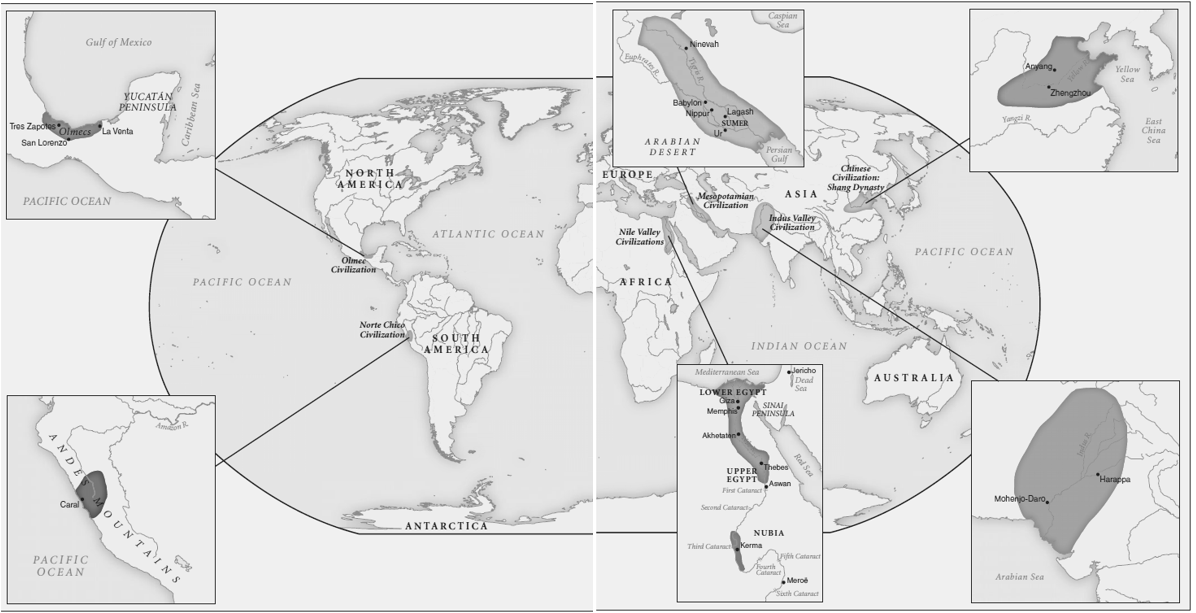 Gulf of Mexico
YUCATÁN
PENINSULA
Caribbean Sea
Tres Zapotes
Olmecs
La Venta
San Lorenzo
PACIFIC OCEAN
NORTH
AMERICA
ATLANTIC OCEAN
PACIFIC OCEAN
Olmec
Civilization
Norte Chico
Civilization
SOUTH
AMERICA
ANTARCTICA
Amazon R.
ANDES MOUNTAINS
Caral
PACIFIC
OCEAN
Caspian
Sea
Ninevah
Euphrates R.
Tigris R.
Babylon
Nippur
Lagash
SUMER
Ur
ARABIAN
DESERT
Persian
Gulf
Anyang
Zhengzhou
Yellow
Sea
Yangzi R.
East
China
Sea
EUROPE
ASIA
Chinese
Civilization:
Shang Dynasty
Mesopotamian
Civilization
Indus Valley
Civilization
Nile Valley
Civilizations
AFRICA
PACIFIC OCEAN
INDIAN OCEAN
AUSTRALIA
Mediterranean Sea
Jericho
Dead
Sea
LOWER EGYPT
Giza
Memphis
SINAI
PENINSULA
Akhetaten
Red Sea
Thebes
UPPER
EGYPT
Aswan
First Cataract
Second Cataract
NUBIA
Third Cataract
Kerma
Fifth Cataract
Fourth
Cataract
Meroë
Sixth Cataract
Indus R.
Harappa
Mohenjo-Daro
Arabian Sea